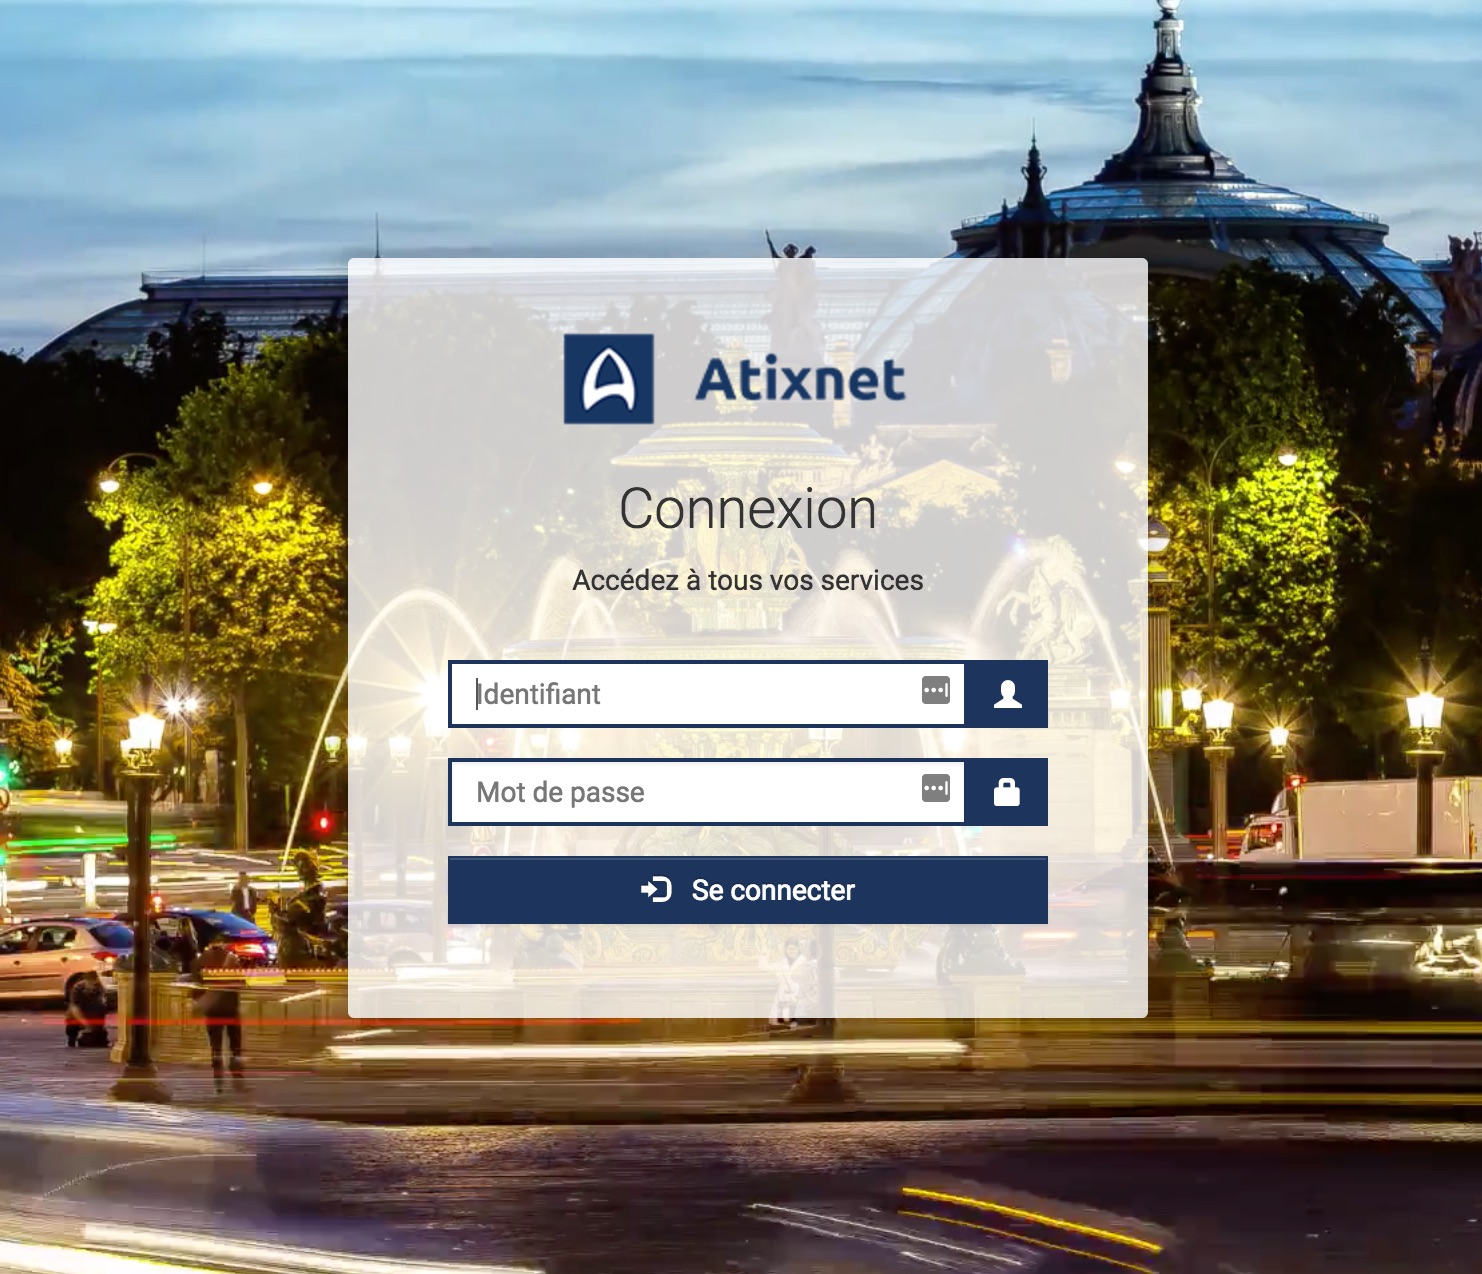 Atixnet
Connexion
Accédez à tous vos services
Identifiant
Mot de passe
Se connecter